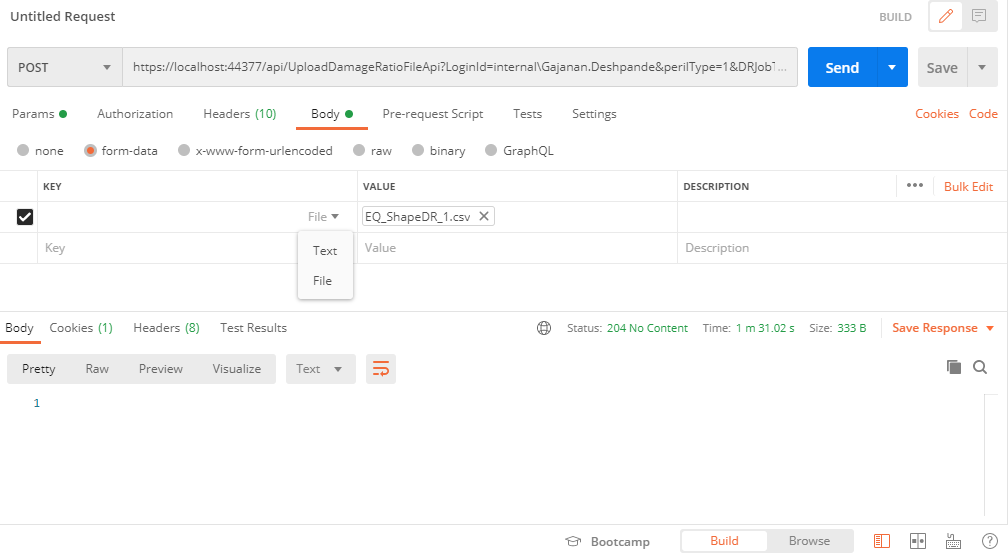 Untitled Request
BUILD
POST
https://localhost:44377/api/UploadDamageRatioFileApi?LoginId=internal\Gajanan.Deshpande&perilType=1&DRJobT...
Send
Save
Params
Authorization
Headers (10)
Body
Pre-request Script
Tests
Settings
Cookies
Code
none
form-data
x-www-form-urlencoded
raw
binary
GraphQL
KEY
VALUE
DESCRIPTION
•••
Bulk Edit
File
EQ_ShapeDR_1.csv
Key
Value
Description
Text
File
Body
Cookies (1)
Headers (8)
Test Results
Status: 204 No Content
Time: 1 m 31.02 s
Size: 333 B
Save Response
Pretty
Raw
Preview
Visualize
Text
1
Bootcamp
Build
Browse